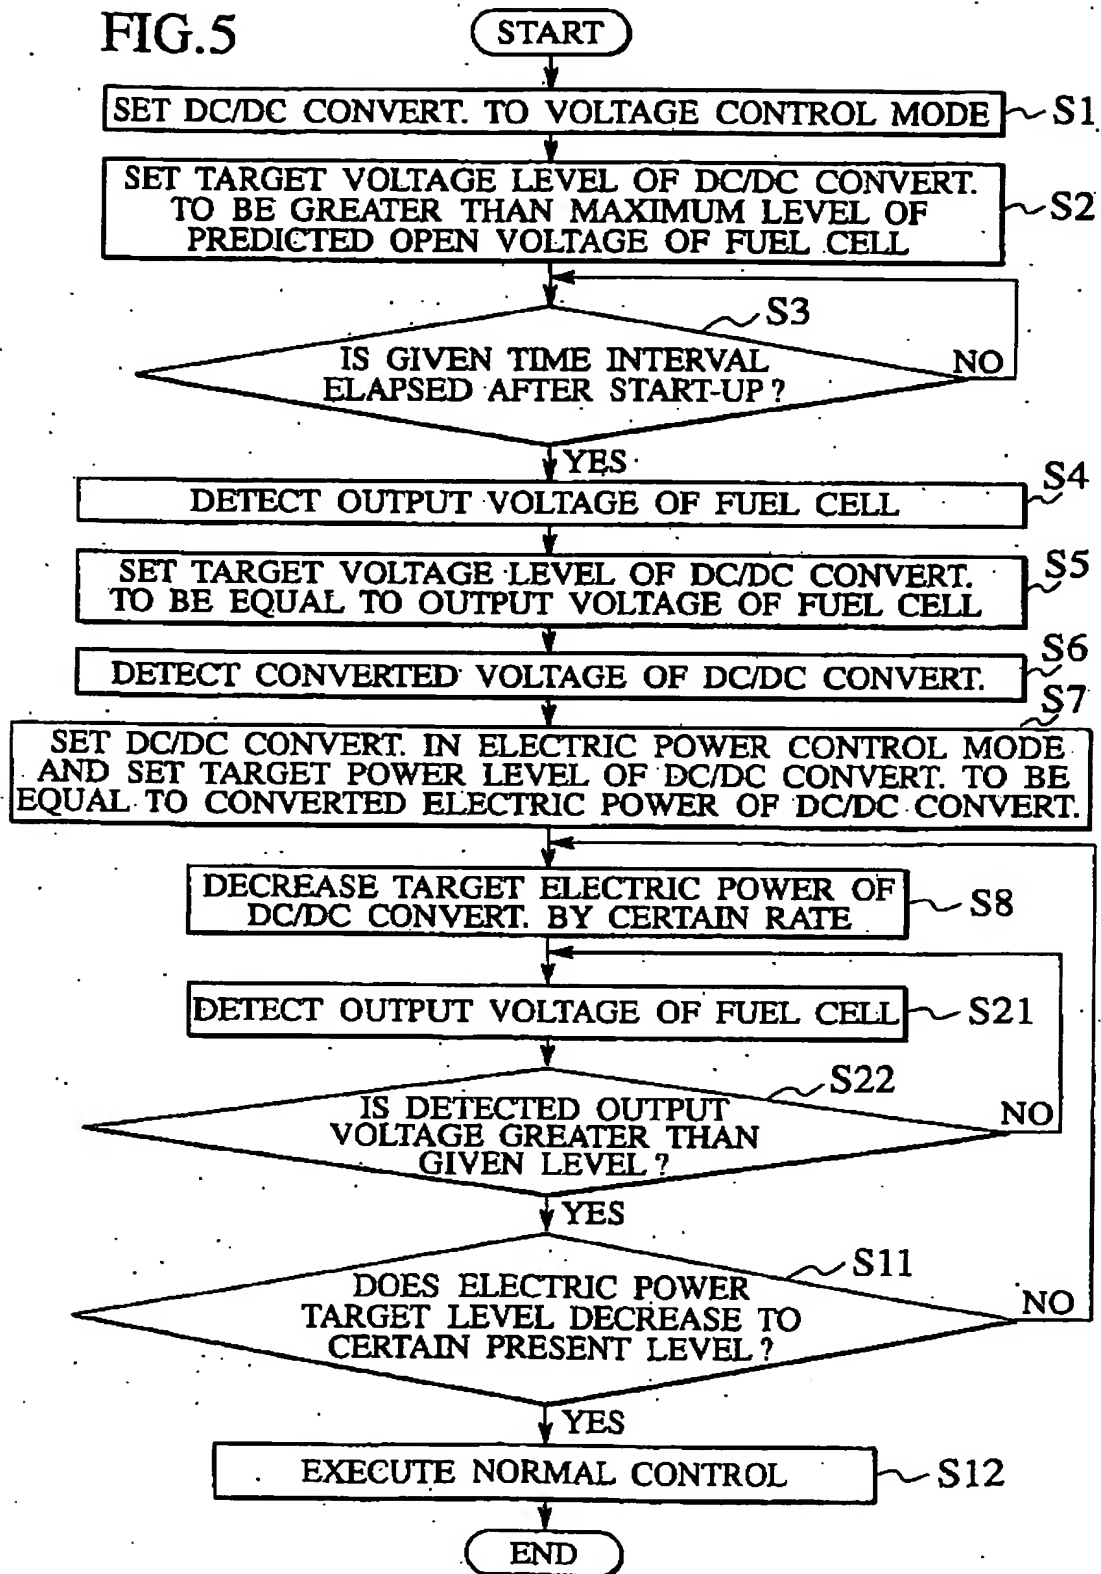 FIG.5
START
SET DC/DC CONVERT. TO VOLTAGE CONTROL MODE
S1
SET TARGET VOLTAGE LEVEL OF DC/DC CONVERT.
TO BE GREATER THAN MAXIMUM LEVEL OF
PREDICTED OPEN VOLTAGE OF FUEL CELL
S2
S3
IS GIVEN TIME INTERVAL
ELAPSED AFTER START-UP?
NO
YES
DETECT OUTPUT VOLTAGE OF FUEL CELL
S4
SET TARGET VOLTAGE LEVEL OF DC/DC CONVERT.
TO BE EQUAL TO OUTPUT VOLTAGE OF FUEL CELL
S5
DETECT CONVERTED VOLTAGE OF DC/DC CONVERT.
S6
S7
SET DC/DC CONVERT. IN ELECTRIC POWER CONTROL MODE
AND SET TARGET POWER LEVEL OF DC/DC CONVERT. TO BE
EQUAL TO CONVERTED ELECTRIC POWER OF DC/DC CONVERT.
DECREASE TARGET ELECTRIC POWER OF
DC/DC CONVERT. BY CERTAIN RATE
S8
DETECT OUTPUT VOLTAGE OF FUEL CELL
S21
S22
IS DETECTED OUTPUT
VOLTAGE GREATER THAN
GIVEN LEVEL?
NO
YES
S11
DOES ELECTRIC POWER
TARGET LEVEL DECREASE TO
CERTAIN PRESENT LEVEL?
NO
YES
EXECUTE NORMAL CONTROL
S12
END